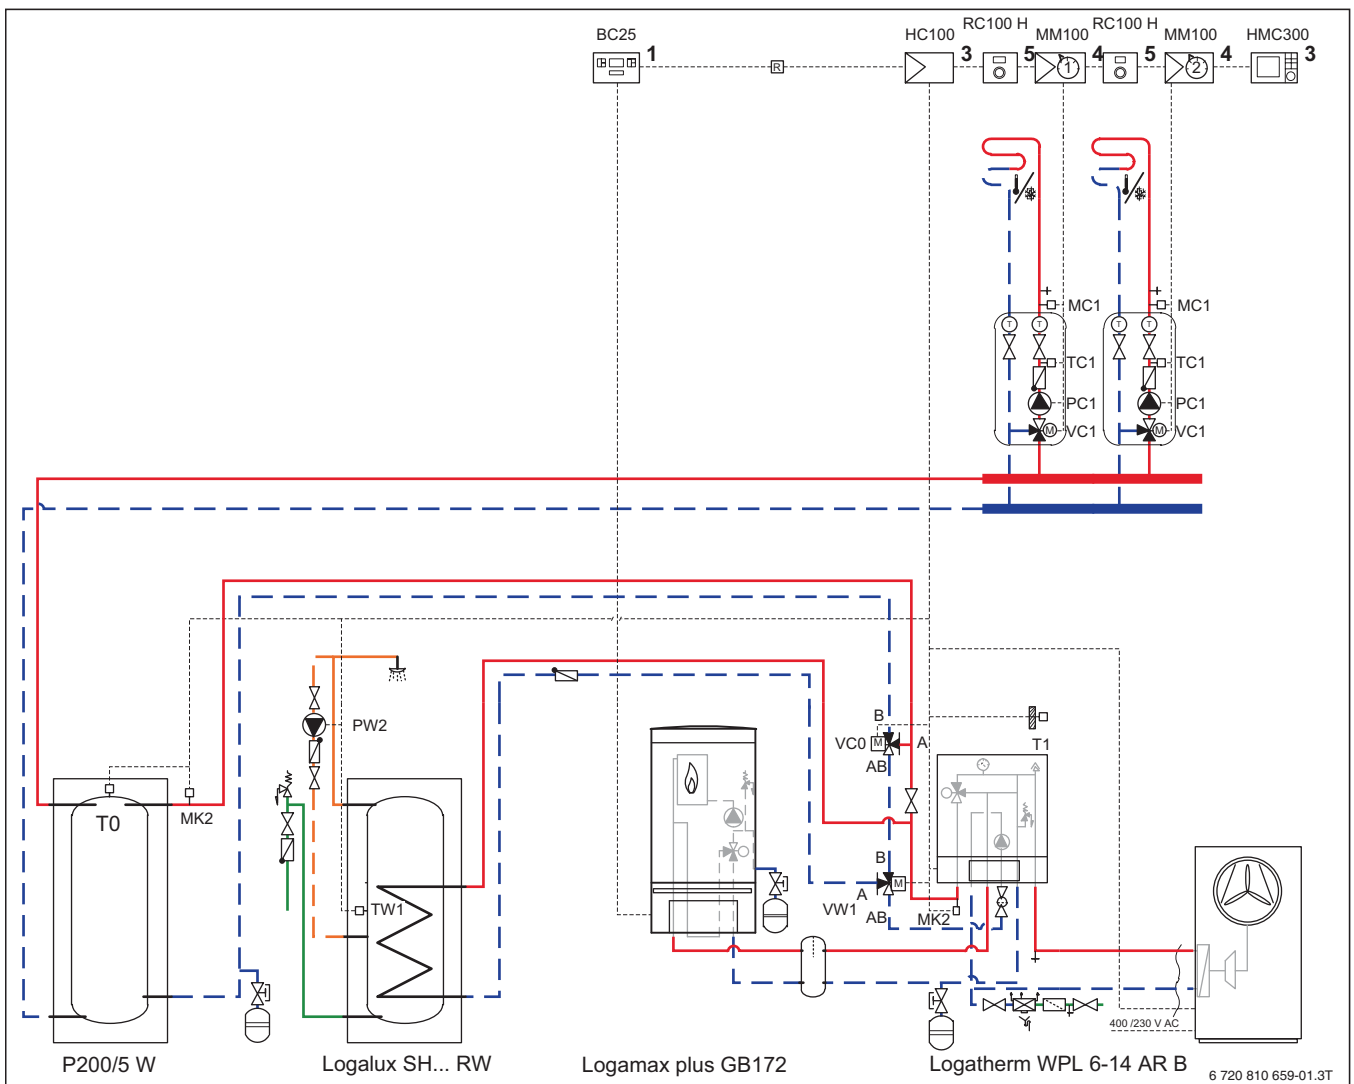 RC100 H RC100 H
BC25 HC100 MM100 MM100 HMC300
1 3 5 4 5 4 3
R 1 2
MC1 MC1
T T T T
TC1 TC1
PC1 PC1
M VC1 M VC1
B
PW2
VC0 M A T1
AB
T0 MK2
B
A M
TW1 VW1 AB MK2
400 /230 V AC
P200/5 W Logalux SH... RW Logamax plus GB172 Logatherm WPL 6-14 AR B
6 720 810 659-01.3T